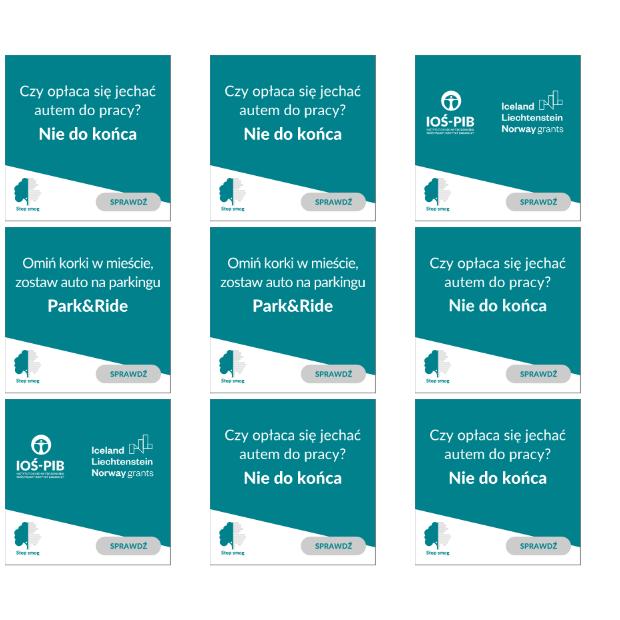 Czy opłaca się jechać
autem do pracy?
Nie do końca
Stop smog
SPRAWDŹ
Czy opłaca się jechać
autem do pracy?
Nie do końca
Stop smog
SPRAWDŹ
IOŚ-PIB
Iceland
Liechtenstein
Norway grants
Stop smog
SPRAWDŹ
Omiń korki w mieście,
zostaw auto na parkingu
Park&Ride
Stop smog
SPRAWDŹ
Omiń korki w mieście,
zostaw auto na parkingu
Park&Ride
Stop smog
SPRAWDŹ
Czy opłaca się jechać
autem do pracy?
Nie do końca
Stop smog
SPRAWDŹ
IOŚ-PIB
Iceland
Liechtenstein
Norway grants
Stop smog
SPRAWDŹ
Czy opłaca się jechać
autem do pracy?
Nie do końca
Stop smog
SPRAWDŹ
Czy opłaca się jechać
autem do pracy?
Nie do końca
Stop smog
SPRAWDŹ